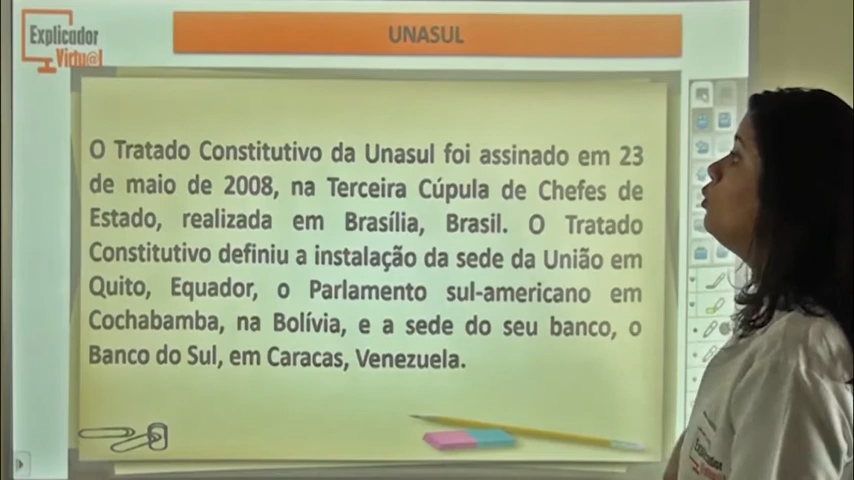 Explicador
Virtu@l
UNASUL
O Tratado Constitutivo da Unasul foi assinado em 23
de maio de 2008, na Terceira Cúpula de Chefes de
Estado, realizada em Brasília, Brasil. O Tratado
Constitutivo definiu a instalação da sede da União em
Quito, Equador, o Parlamento sul-americano em
Cochabamba, na Bolívia, e a sede do seu banco, o
Banco do Sul, em Caracas, Venezuela.
Explicador